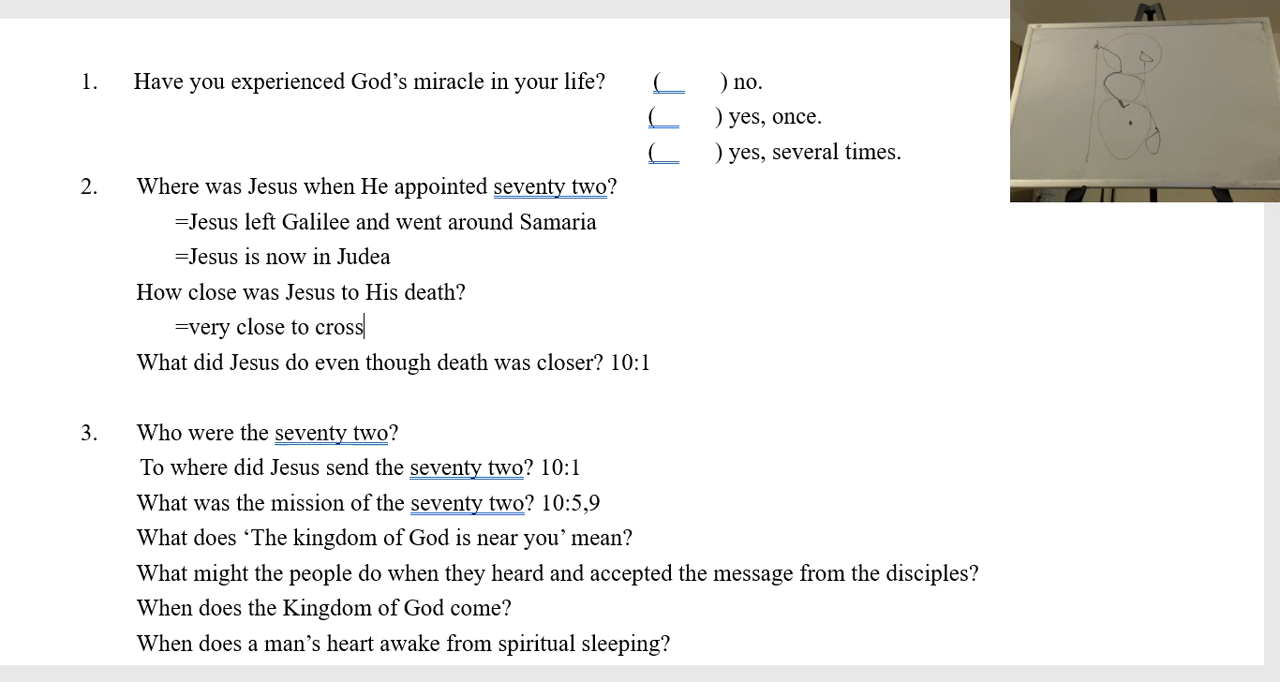 1. Have you experienced God’s miracle in your life? (__ ) no.
(__ ) yes, once.
(__ ) yes, several times.
2. Where was Jesus when He appointed seventy two?
=Jesus left Galilee and went around Samaria
=Jesus is now in Judea
How close was Jesus to His death?
=very close to cross
What did Jesus do even though death was closer? 10:1
3. Who were the seventy two?
To where did Jesus send the seventy two? 10:1
What was the mission of the seventy two? 10:5,9
What does ‘The kingdom of God is near you’ mean?
What might the people do when they heard and accepted the message from the disciples?
When does the Kingdom of God come?
When does a man’s heart awake from spiritual sleeping?